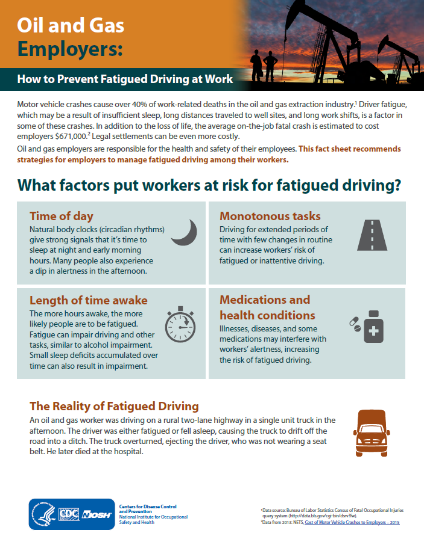 Oil and Gas
Employers:
How to Prevent Fatigued Driving at Work
Motor vehicle crashes cause over 40% of work-related deaths in the oil and gas extraction industry.¹ Driver fatigue,
which may be a result of insufficient sleep, long distances traveled to well sites, and long work shifts, is a factor in
some of these crashes. In addition to the loss of life, the average on-the-job fatal crash is estimated to cost
employers $671,000.² Legal settlements can be even more costly.
Oil and gas employers are responsible for the health and safety of their employees. This fact sheet recommends
strategies for employers to manage fatigued driving among their workers.
What factors put workers at risk for fatigued driving?
Time of day
Natural body clocks (circadian rhythms)
give strong signals that it's time to
sleep at night and early morning
hours. Many people also experience
a dip in alertness in the afternoon.
Monotonous tasks
Driving for extended periods of
time with few changes in routine
can increase workers' risk of
fatigued or inattentive driving.
Length of time awake
The more hours awake, the more
likely people are to be fatigued.
Fatigue can impair driving and other
tasks, similar to alcohol impairment.
Small sleep deficits accumulated over
time can also result in impairment.
Medications and
health conditions
Illnesses, diseases, and some
medications may interfere with
workers' alertness, increasing
the risk of fatigued driving.
The Reality of Fatigued Driving
An oil and gas worker was driving on a rural two-lane highway in a single unit truck in the
afternoon. The driver was either fatigued or fell asleep, causing the truck to drift off the
road into a ditch. The truck overturned, ejecting the driver, who was not wearing a seat
belt. He later died at the hospital.
CDC
NIOSH
Centers for Disease Control
and Prevention
National Institute for Occupational
Safety and Health
¹Data source: Bureau of Labor Statistics Census of Fatal Occupational Injuries
²Data from 2013. NETS, Cost of Motor Vehicle Crashes to Employers – 2015.